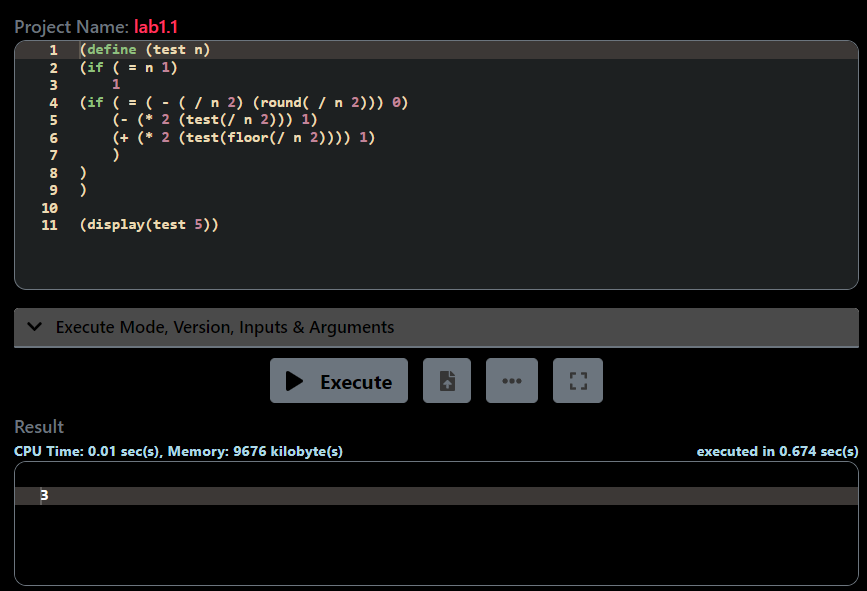 Project Name: lab1.1
1 (define (test n)
2 (if ( = n 1)
3     1
4 (if ( = ( - ( / n 2) (round( / n 2))) 0)
5     (- (* 2 (test(/ n 2))) 1)
6     (+ (* 2 (test(floor(/ n 2)))) 1)
7     )
8 )
9 )
10
11 (display(test 5))
Execute Mode, Version, Inputs & Arguments
Execute
Result
CPU Time: 0.01 sec(s), Memory: 9676 kilobyte(s) executed in 0.674 sec(s)
3